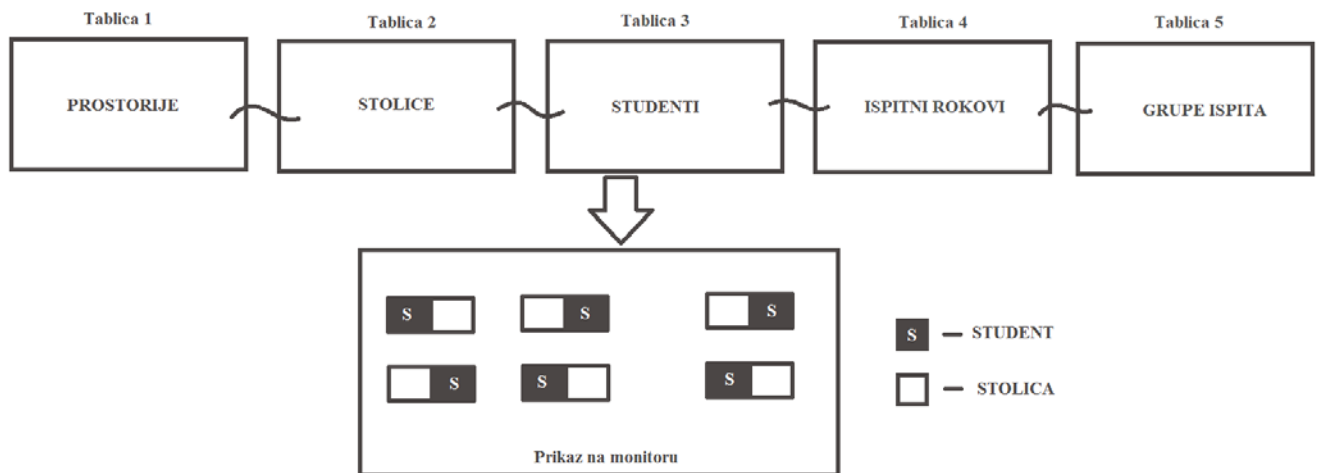 Tablica 1
Tablica 2
Tablica 3
Tablica 4
Tablica 5
PROSTORIJE
STOLICE
STUDENTI
ISPITNI ROKOVI
GRUPE ISPITA
S
S
S
S
S
S
S — STUDENT
— STOLICA
Prikaz na monitoru